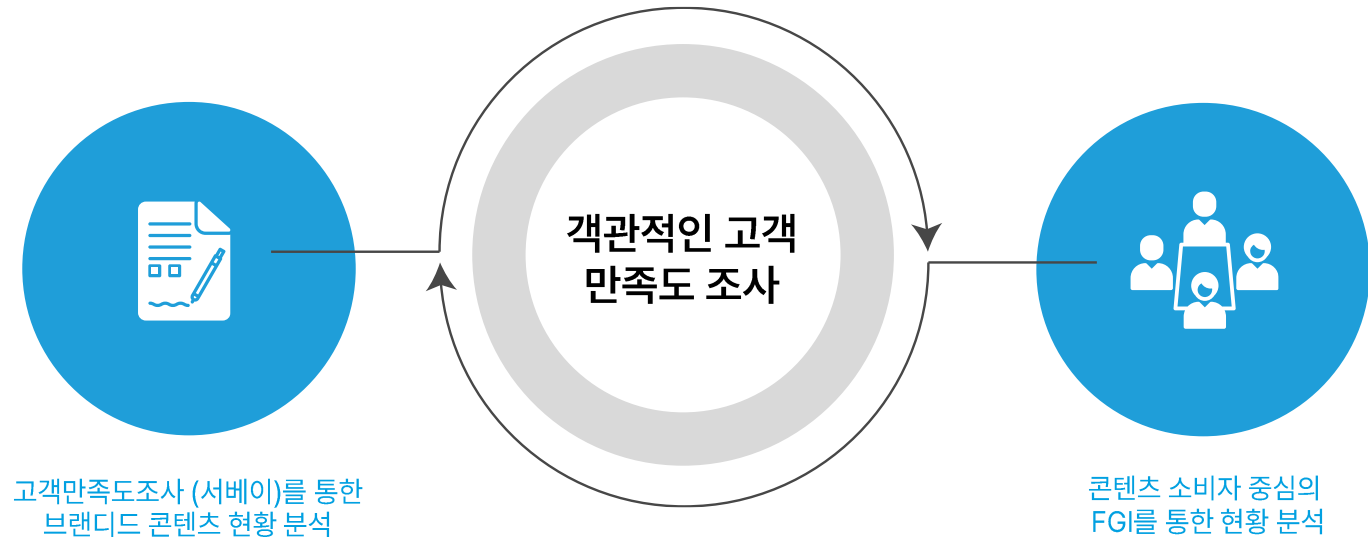 객관적인 고객
만족도 조사
고객만족도조사 (서베이)를 통한
브랜디드 콘텐츠 현황 분석
콘텐츠 소비자 중심의
FGI를 통한 현황 분석